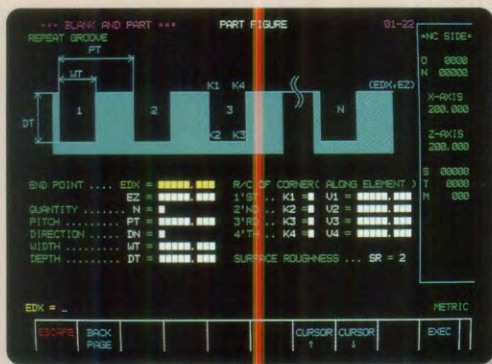 *** BLANK AND PART *** PART FIGURE 01-22
REPEAT GROOVE
*NC SIDE*
PT
O 0000
N 00000
WT
K1 K4
(EDX,EZ)
X-AXIS
200.000
DT
1 2 3 N
K2 K3
Z-AXIS
200.000
S 00000
T 0000
M 000
END POINT .... EDX =
EZ =
QUANTITY ....... N =
PITCH ......... PT =
DIRECTION ..... DN =
WIDTH ......... WT =
DEPTH ......... DT =
R/C OF CORNER( ALONG ELEMENT )
1'ST .. K1 = V1 =
2'ND .. K2 = V2 =
3'RD .. K3 = V3 =
4'TH .. K4 = V4 =
SURFACE ROUGHNESS ... SR = 2
EDX = _
METRIC
ESCAPE BACK PAGE CURSOR ↑ CURSOR ↓ EXEC